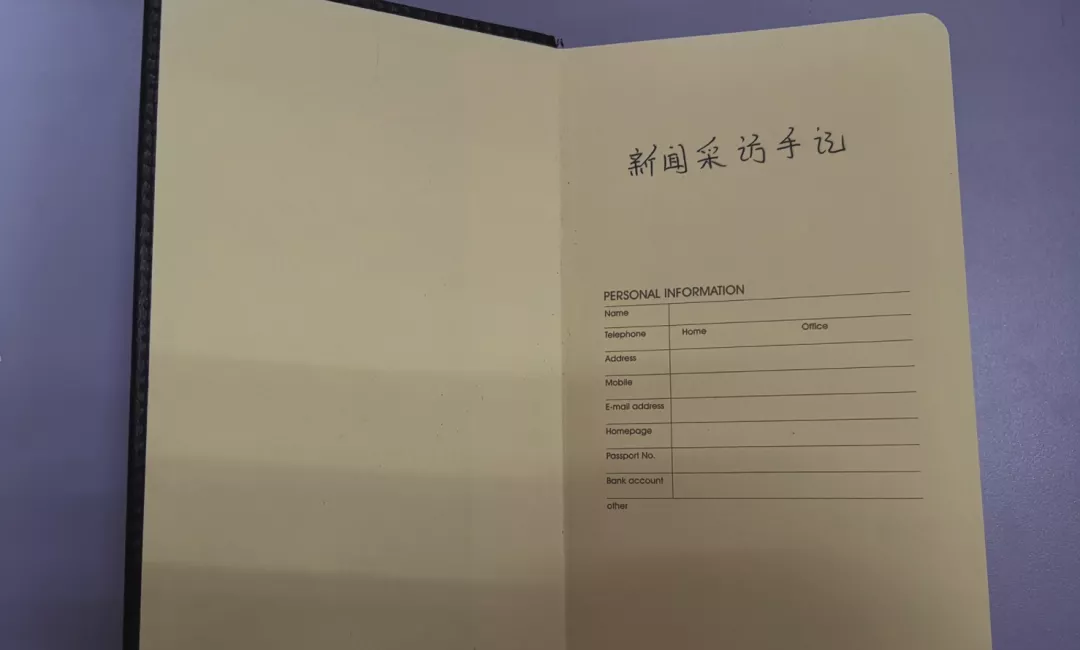 新闻采访手记
PERSONAL INFORMATION
Name
Telephone Home Office
Address
Mobile
E-mail address
Homepage
Passport No.
Bank account
other